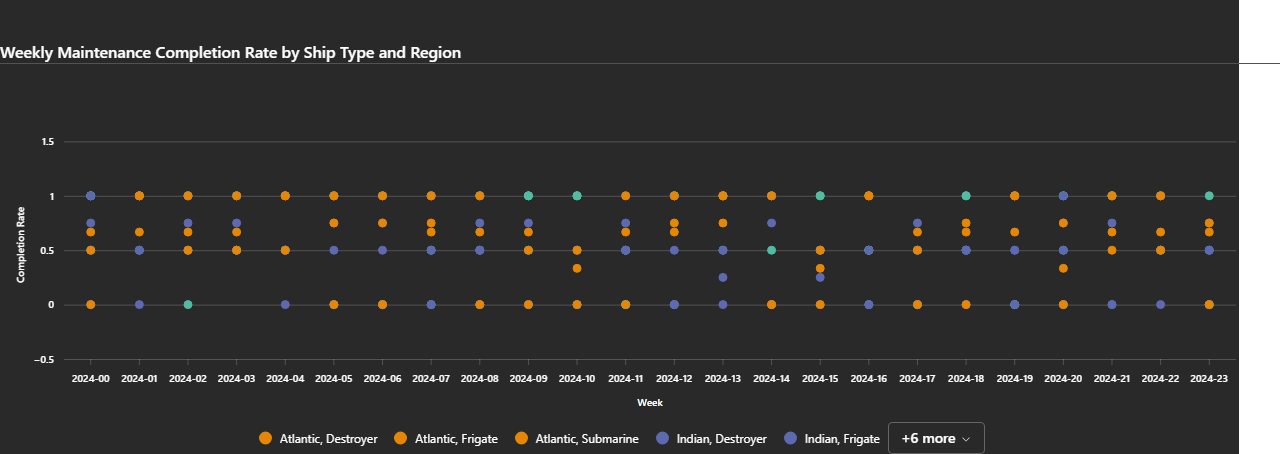 Weekly Maintenance Completion Rate by Ship Type and Region
1.5
1
0.5
0
−0.5
Completion Rate
2024-00 2024-01 2024-02 2024-03 2024-04 2024-05 2024-06 2024-07 2024-08 2024-09 2024-10 2024-11 2024-12 2024-13 2024-14 2024-15 2024-16 2024-17 2024-18 2024-19 2024-20 2024-21 2024-22 2024-23
Week
Atlantic, Destroyer Atlantic, Frigate Atlantic, Submarine Indian, Destroyer Indian, Frigate +6 more